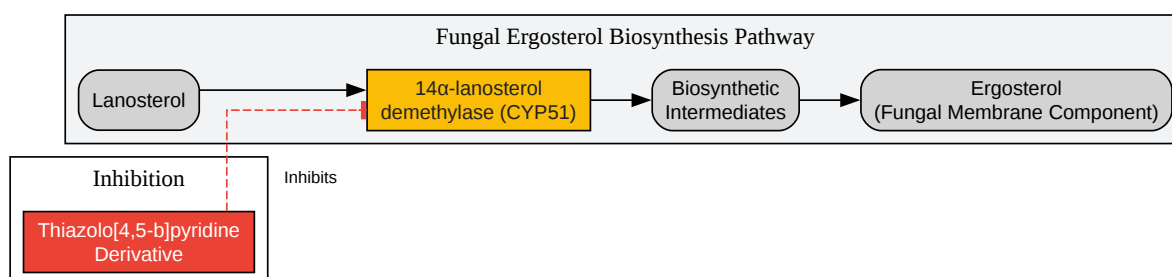 Fungal Ergosterol Biosynthesis Pathway
Lanosterol
14α-lanosterol
demethylase (CYP51)
Biosynthetic
Intermediates
Ergosterol
(Fungal Membrane Component)
Inhibition
Inhibits
Thiazolo[4,5-b]pyridine
Derivative